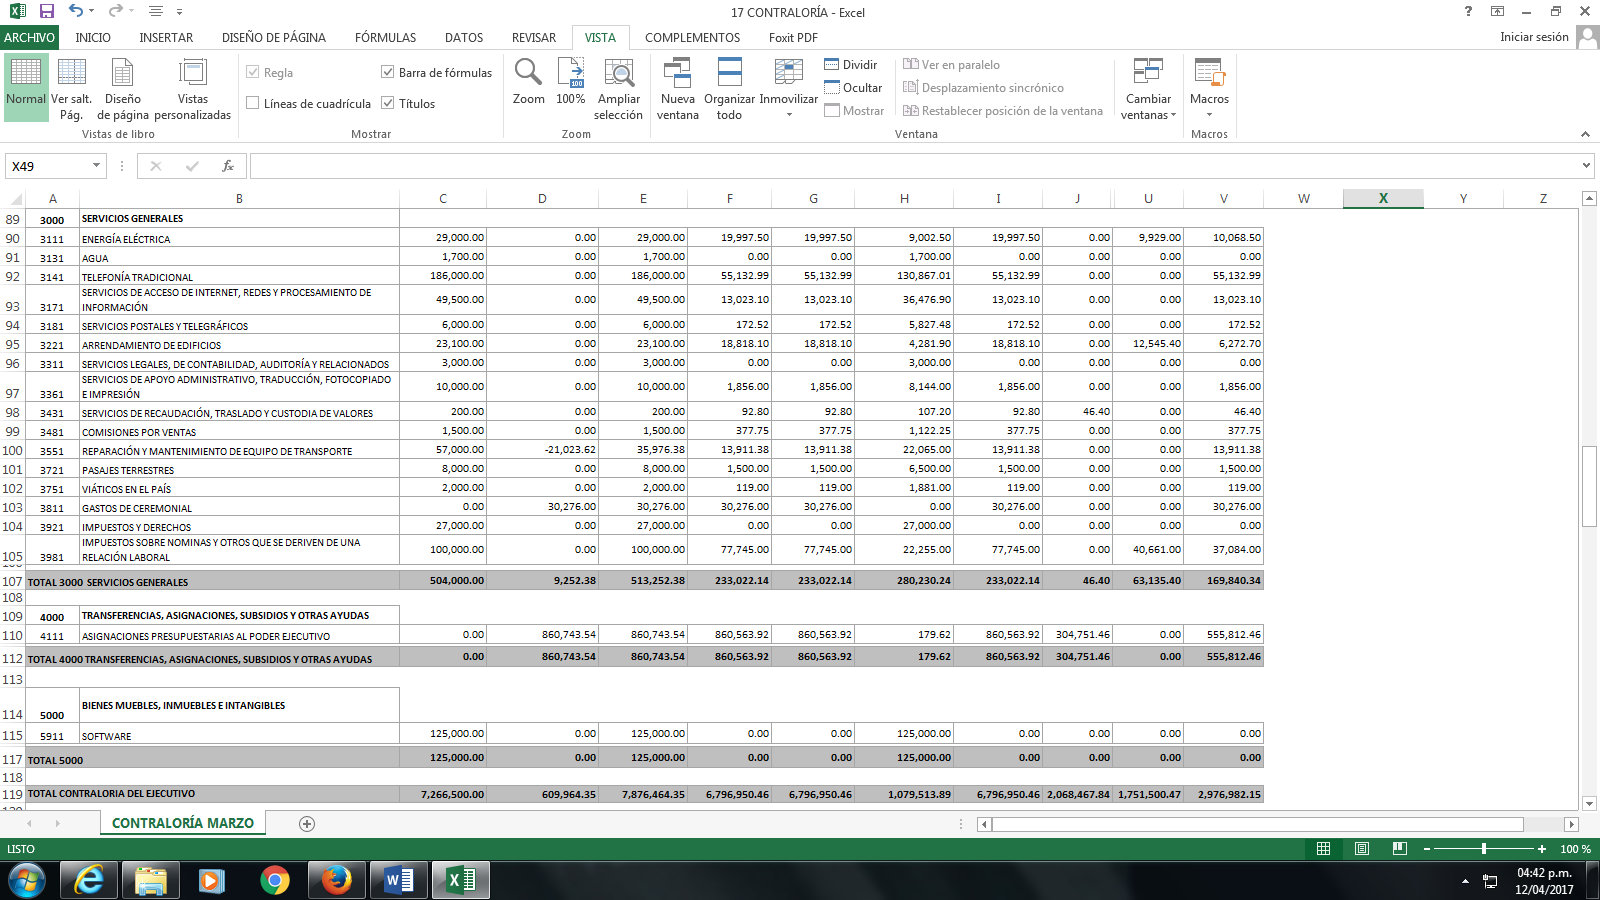 17 CONTRALORÍA - Excel
ARCHIVO INICIO INSERTAR DISEÑO DE PÁGINA FÓRMULAS DATOS REVISAR VISTA COMPLEMENTOS Foxit PDF Iniciar sesión
Normal Ver salt. Pág. Diseño de página Vistas personalizadas
Vistas de libro
Regla Barra de fórmulas
Líneas de cuadrícula Títulos
Mostrar
Zoom 100% Ampliar selección
Zoom
Nueva ventana Organizar todo Inmovilizar
Dividir
Ocultar
Mostrar
Ver en paralelo
Desplazamiento sincrónico
Restablecer posición de la ventana
Cambiar ventanas
Ventana
Macros
Macros
X49 fx
A B C D E F G H I J U V W X Y Z
89 3000 SERVICIOS GENERALES
90 3111 ENERGÍA ELÉCTRICA 29,000.00 0.00 29,000.00 19,997.50 19,997.50 9,002.50 19,997.50 0.00 9,929.00 10,068.50
91 3131 AGUA 1,700.00 0.00 1,700.00 0.00 0.00 1,700.00 0.00 0.00 0.00 0.00
92 3141 TELEFONÍA TRADICIONAL 186,000.00 0.00 186,000.00 55,132.99 55,132.99 130,867.01 55,132.99 0.00 0.00 55,132.99
93 3171 SERVICIOS DE ACCESO DE INTERNET, REDES Y PROCESAMIENTO DE INFORMACIÓN 49,500.00 0.00 49,500.00 13,023.10 13,023.10 36,476.90 13,023.10 0.00 0.00 13,023.10
94 3181 SERVICIOS POSTALES Y TELEGRÁFICOS 6,000.00 0.00 6,000.00 172.52 172.52 5,827.48 172.52 0.00 0.00 172.52
95 3221 ARRENDAMIENTO DE EDIFICIOS 23,100.00 0.00 23,100.00 18,818.10 18,818.10 4,281.90 18,818.10 0.00 12,545.40 6,272.70
96 3311 SERVICIOS LEGALES, DE CONTABILIDAD, AUDITORÍA Y RELACIONADOS 3,000.00 0.00 3,000.00 0.00 0.00 3,000.00 0.00 0.00 0.00 0.00
97 3361 SERVICIOS DE APOYO ADMINISTRATIVO, TRADUCCIÓN, FOTOCOPIADO E IMPRESIÓN 10,000.00 0.00 10,000.00 1,856.00 1,856.00 8,144.00 1,856.00 0.00 0.00 1,856.00
98 3431 SERVICIOS DE RECAUDACIÓN, TRASLADO Y CUSTODIA DE VALORES 200.00 0.00 200.00 92.80 92.80 107.20 92.80 46.40 0.00 46.40
99 3481 COMISIONES POR VENTAS 1,500.00 0.00 1,500.00 377.75 377.75 1,122.25 377.75 0.00 0.00 377.75
100 3551 REPARACIÓN Y MANTENIMIENTO DE EQUIPO DE TRANSPORTE 57,000.00 -21,023.62 35,976.38 13,911.38 13,911.38 22,065.00 13,911.38 0.00 0.00 13,911.38
101 3721 PASAJES TERRESTRES 8,000.00 0.00 8,000.00 1,500.00 1,500.00 6,500.00 1,500.00 0.00 0.00 1,500.00
102 3751 VIÁTICOS EN EL PAÍS 2,000.00 0.00 2,000.00 119.00 119.00 1,881.00 119.00 0.00 0.00 119.00
103 3811 GASTOS DE CEREMONIAL 0.00 30,276.00 30,276.00 30,276.00 30,276.00 0.00 30,276.00 0.00 0.00 30,276.00
104 3921 IMPUESTOS Y DERECHOS 27,000.00 0.00 27,000.00 0.00 0.00 27,000.00 0.00 0.00 0.00 0.00
105 3981 IMPUESTOS SOBRE NOMINAS Y OTROS QUE SE DERIVEN DE UNA RELACIÓN LABORAL 100,000.00 0.00 100,000.00 77,745.00 77,745.00 22,255.00 77,745.00 0.00 40,661.00 37,084.00
107 TOTAL 3000 SERVICIOS GENERALES 504,000.00 9,252.38 513,252.38 233,022.14 233,022.14 280,230.24 233,022.14 46.40 63,135.40 169,840.34
108
109 4000 TRANSFERENCIAS, ASIGNACIONES, SUBSIDIOS Y OTRAS AYUDAS
110 4111 ASIGNACIONES PRESUPUESTARIAS AL PODER EJECUTIVO 0.00 860,743.54 860,743.54 860,563.92 860,563.92 179.62 860,563.92 304,751.46 0.00 555,812.46
112 TOTAL 4000 TRANSFERENCIAS, ASIGNACIONES, SUBSIDIOS Y OTRAS AYUDAS 0.00 860,743.54 860,743.54 860,563.92 860,563.92 179.62 860,563.92 304,751.46 0.00 555,812.46
113
114 5000 BIENES MUEBLES, INMUEBLES E INTANGIBLES
115 5911 SOFTWARE 125,000.00 0.00 125,000.00 0.00 0.00 125,000.00 0.00 0.00 0.00 0.00
117 TOTAL 5000 125,000.00 0.00 125,000.00 0.00 0.00 125,000.00 0.00 0.00 0.00 0.00
118
119 TOTAL CONTRALORIA DEL EJECUTIVO 7,266,500.00 609,964.35 7,876,464.35 6,796,950.46 6,796,950.46 1,079,513.89 6,796,950.46 2,068,467.84 1,751,500.47 2,976,982.15
CONTRALORÍA MARZO
LISTO 100 %
04:42 p.m.
12/04/2017